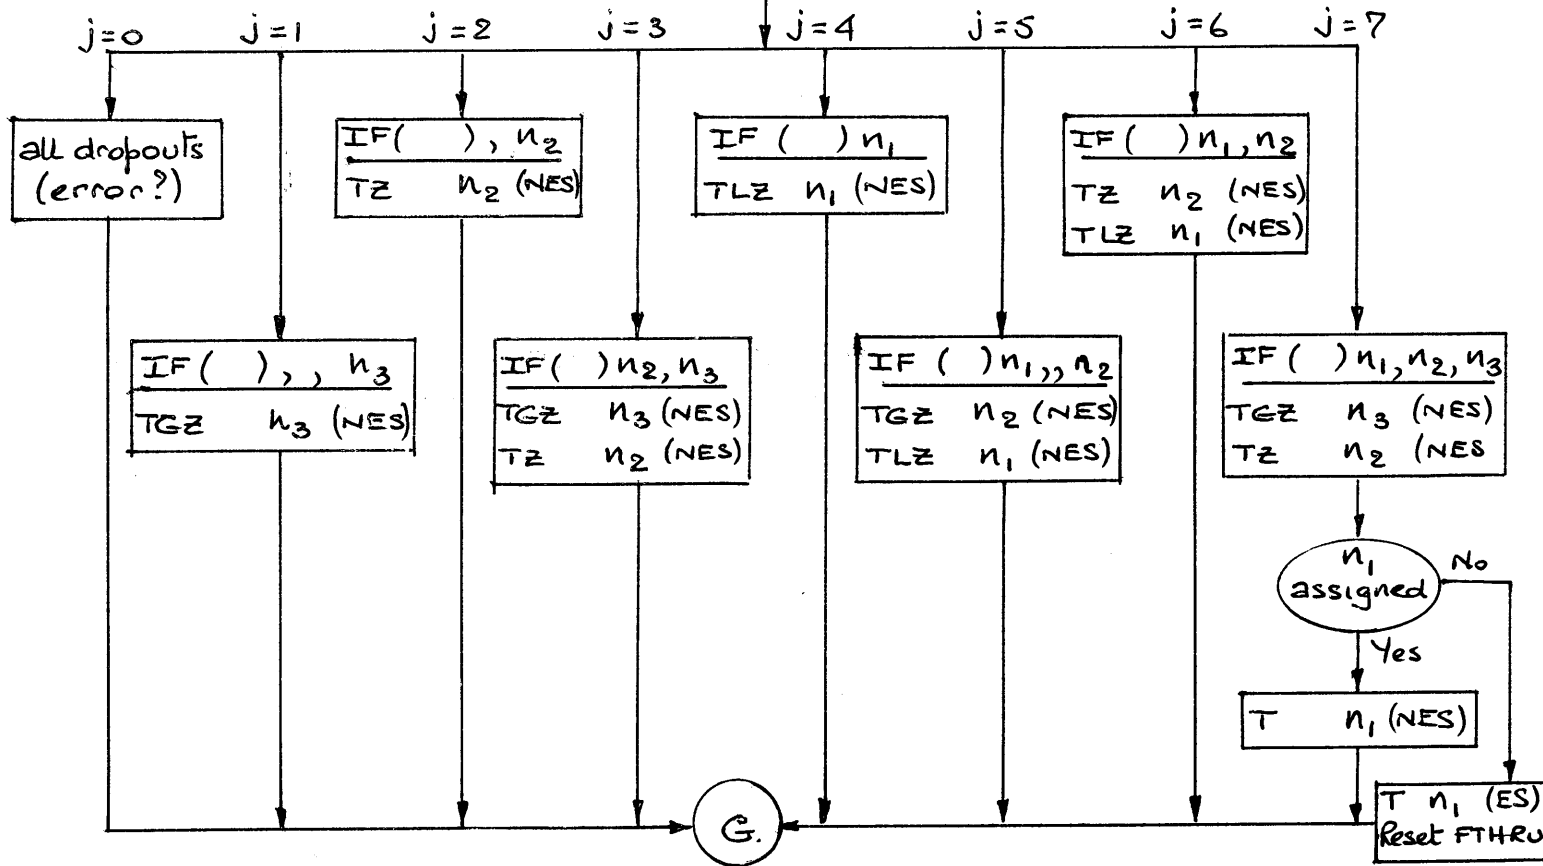 j=0 j=1 j=2 j=3 j=4 j=5 j=6 j=7
all dropouts
(error?)
IF( ), n2
TZ n2 (NES)
IF ( ) n1
TLZ n1 (NES)
IF ( ) n1, n2
TZ n2 (NES)
TLZ n1 (NES)
IF ( ), , n3
TGZ n3 (NES)
IF( ) n2, n3
TGZ n3 (NES)
TZ n2 (NES)
IF ( ) n1,, n2
TGZ n2 (NES)
TLZ n1 (NES)
IF ( ) n1, n2, n3
TGZ n3 (NES)
TZ n2 (NES
n1
assigned
No
Yes
T n1 (NES)
T n1 (ES)
Reset FTHRU
G.